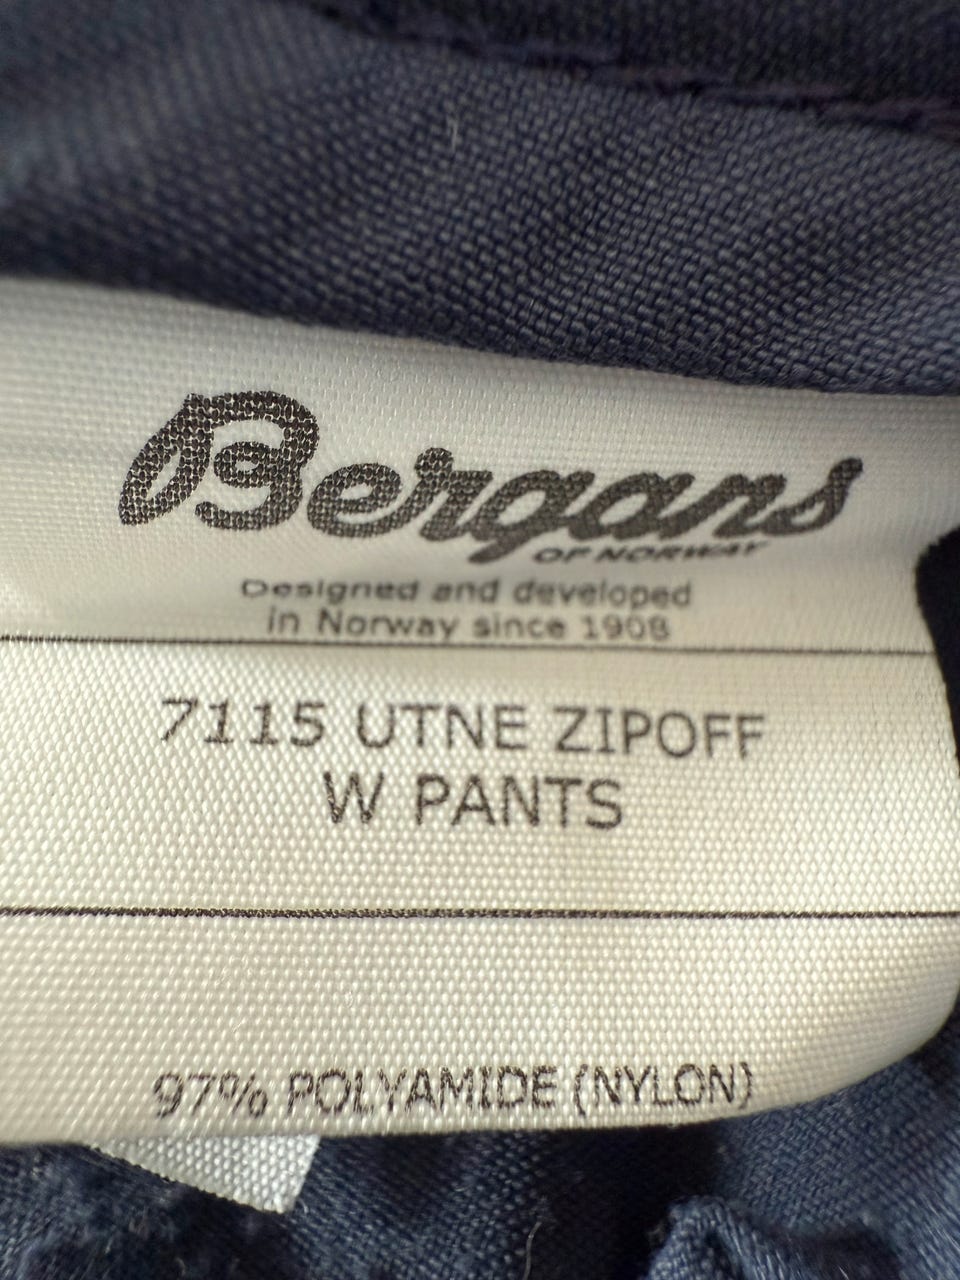 Bergans
OF NORWAY
Designed and developed
in Norway since 1908
7115 UTNE ZIPOFF
W PANTS
97% POLYAMIDE (NYLON)